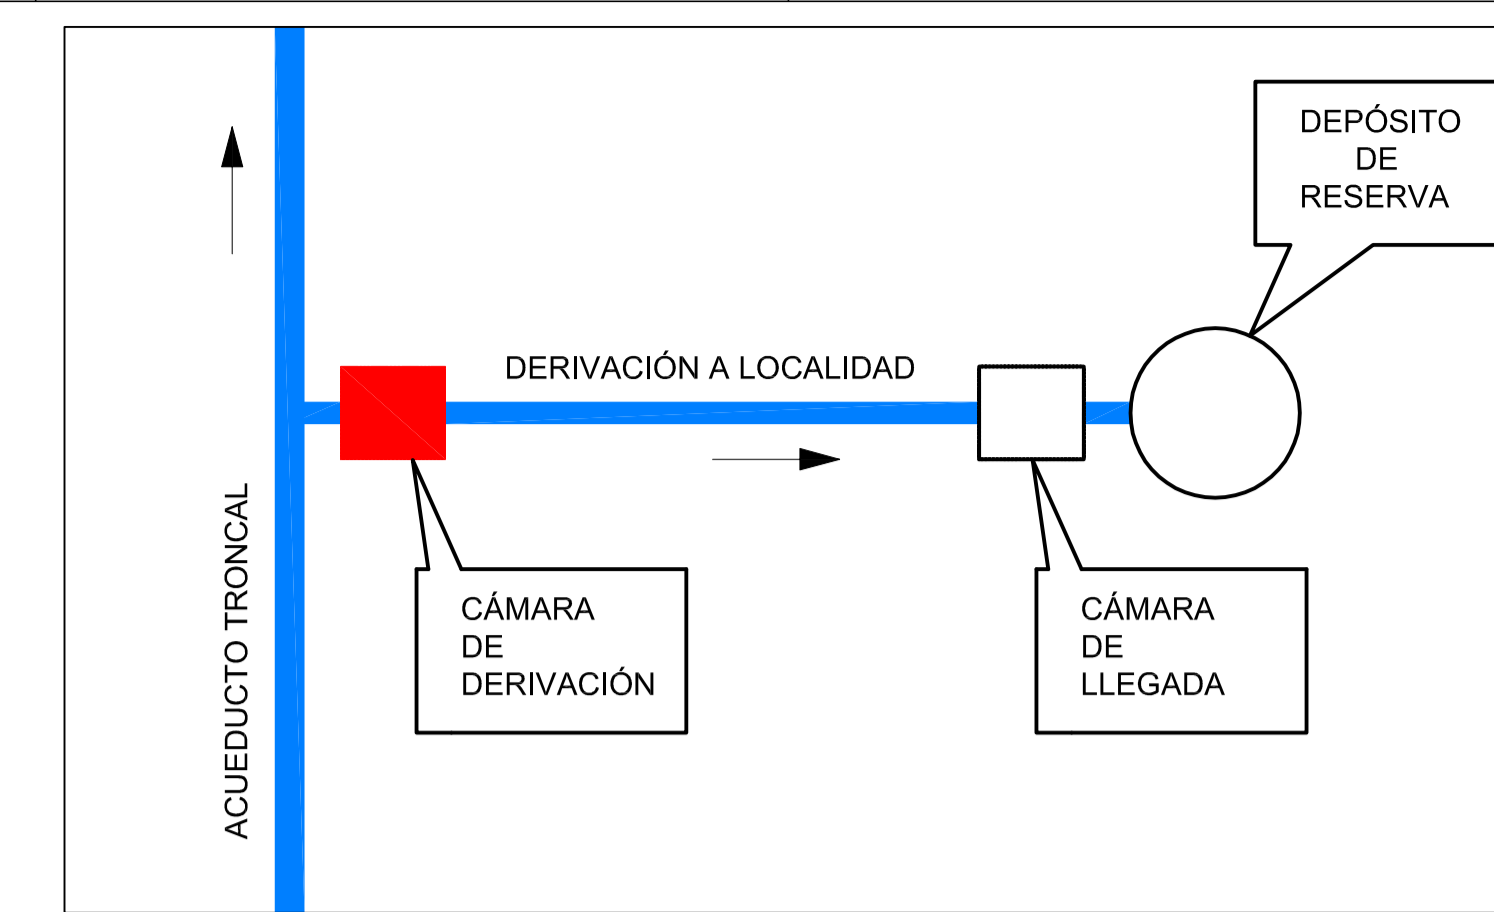 DEPÓSITO
DE
RESERVA
DERIVACIÓN A LOCALIDAD
ACUEDUCTO TRONCAL
CÁMARA
DE
DERIVACIÓN
CÁMARA
DE
LLEGADA